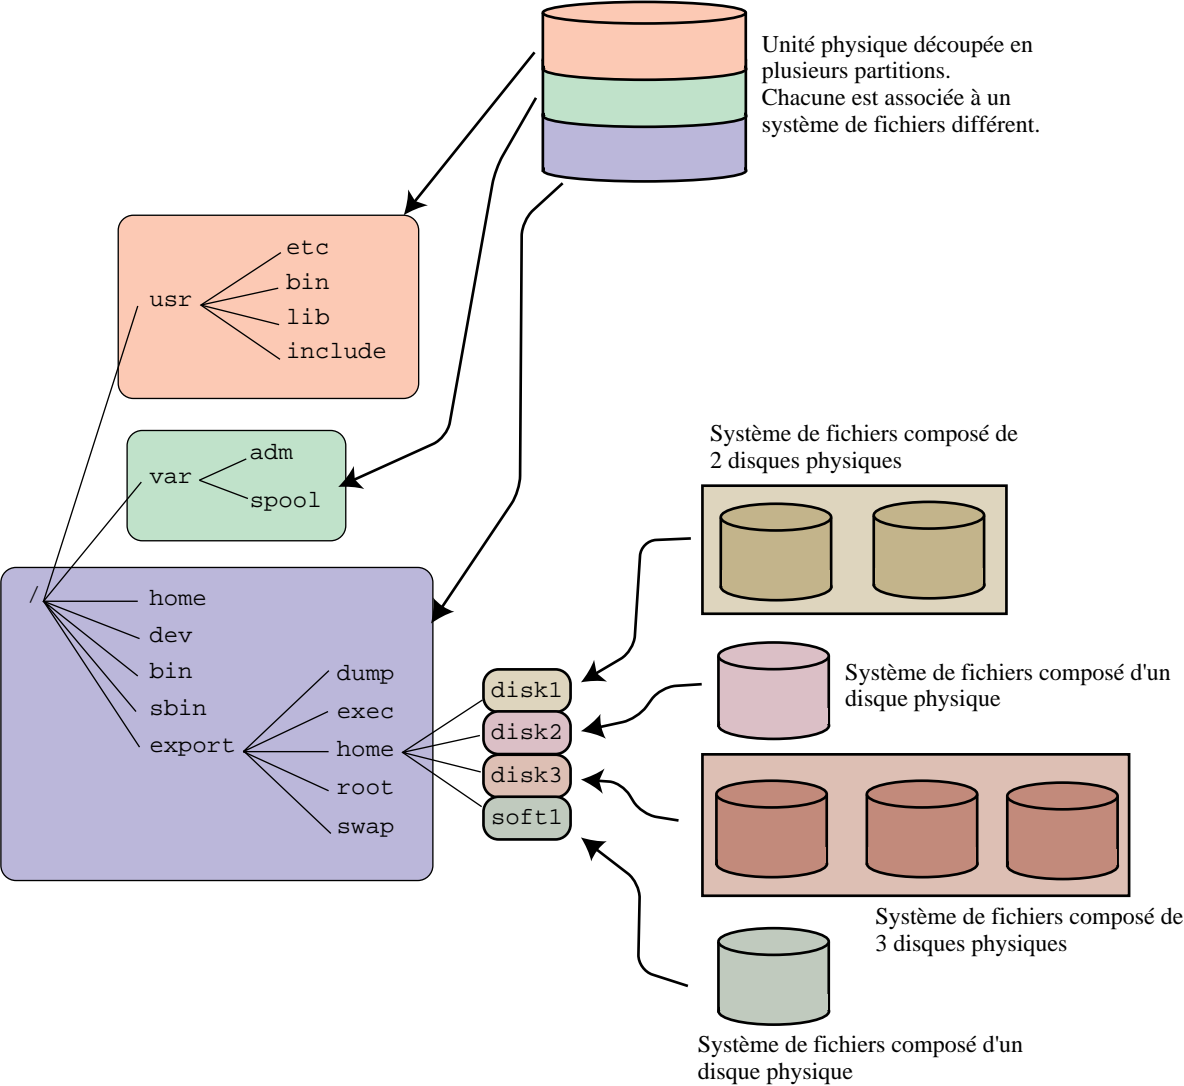 Unité physique découpée en
plusieurs partitions.
Chacune est associée à un
système de fichiers différent.
etc
bin
usr
lib
include
adm
var
spool
/
home
dev
bin
sbin
export
dump
exec
home
root
swap
disk1
disk2
disk3
soft1
Système de fichiers composé de
2 disques physiques
Système de fichiers composé d'un
disque physique
Système de fichiers composé de
3 disques physiques
Système de fichiers composé d'un
disque physique